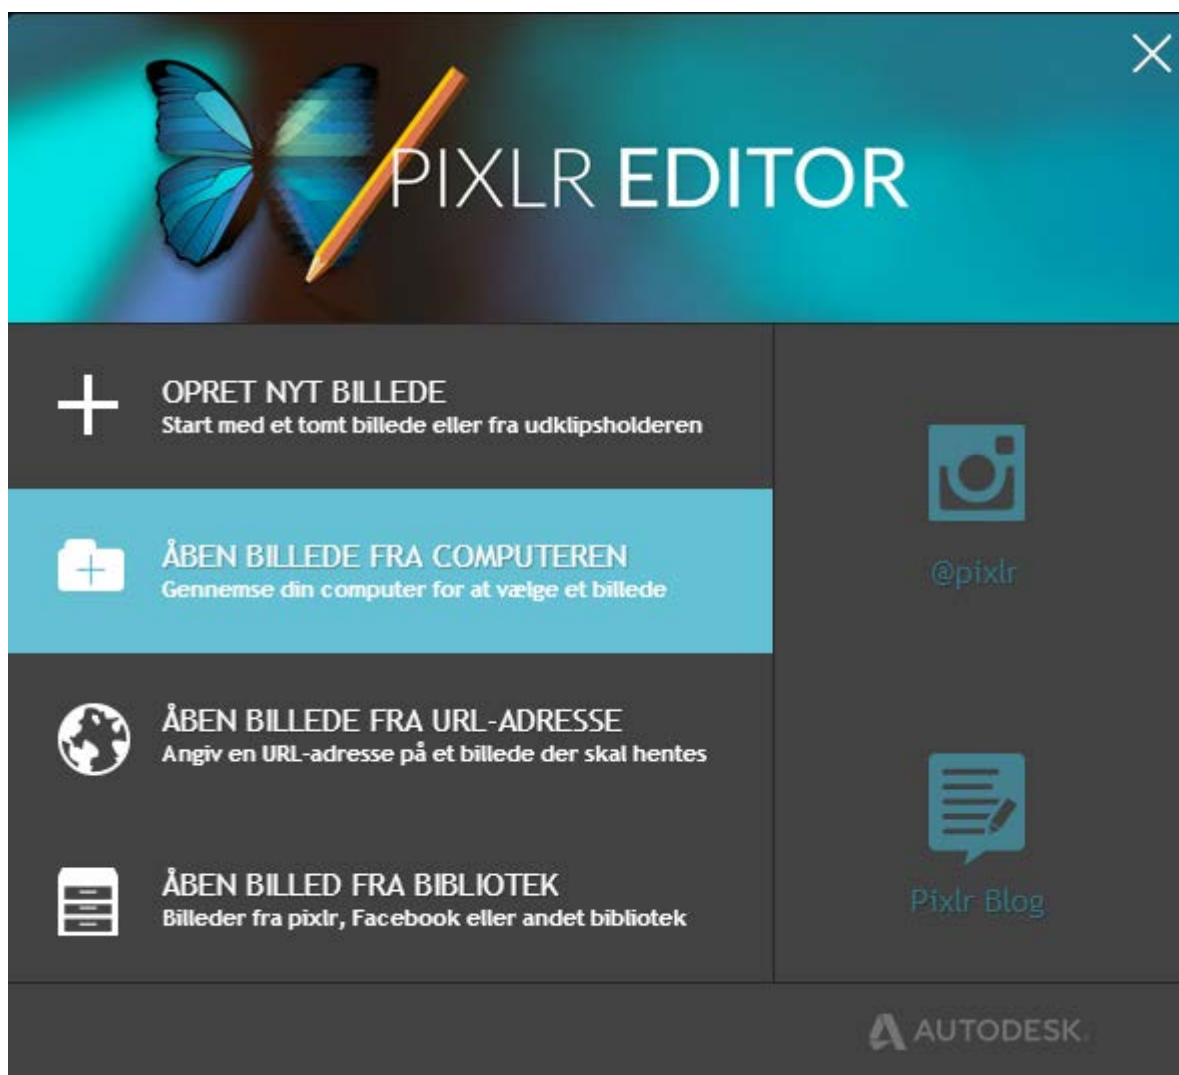 PIXLR EDITOR
OPRET NYT BILLEDE
Start med et tomt billede eller fra udklipsholderen
ÅBEN BILLEDE FRA COMPUTEREN
Gennemse din computer for at vælge et billede
@pixlr
ÅBEN BILLEDE FRA URL-ADRESSE
Angiv en URL-adresse på et billede der skal hentes
ÅBEN BILLED FRA BIBLIOTEK
Billeder fra pixlr, Facebook eller andet bibliotek
Pixlr Blog
AUTODESK.